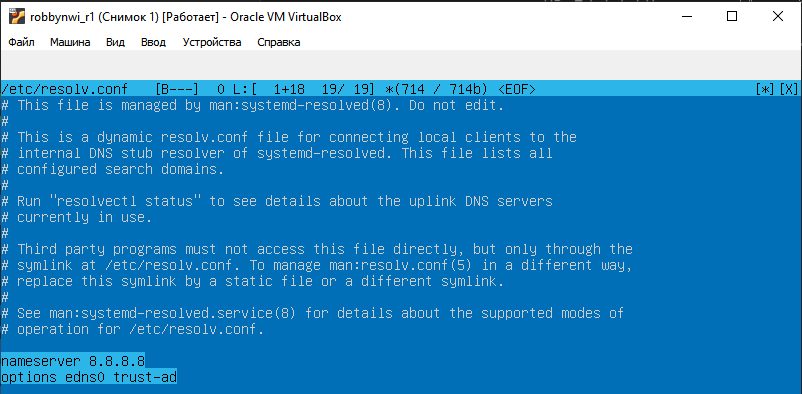 robbynwi_r1 (Снимок 1) [Работает] - Oracle VM VirtualBox
Файл Машина Вид Ввод Устройства Справка
/etc/resolv.conf [B---] 0 L:[ 1+18 19/ 19] *(714 / 714b) <EOF> [*][X]
# This file is managed by man:systemd-resolved(8). Do not edit.
#
# This is a dynamic resolv.conf file for connecting local clients to the
# internal DNS stub resolver of systemd-resolved. This file lists all
# configured search domains.
#
# Run "resolvectl status" to see details about the uplink DNS servers
# currently in use.
#
# Third party programs must not access this file directly, but only through the
# symlink at /etc/resolv.conf. To manage man:resolv.conf(5) in a different way,
# replace this symlink by a static file or a different symlink.
#
# See man:systemd-resolved.service(8) for details about the supported modes of
# operation for /etc/resolv.conf.
nameserver 8.8.8.8
options edns0 trust-ad